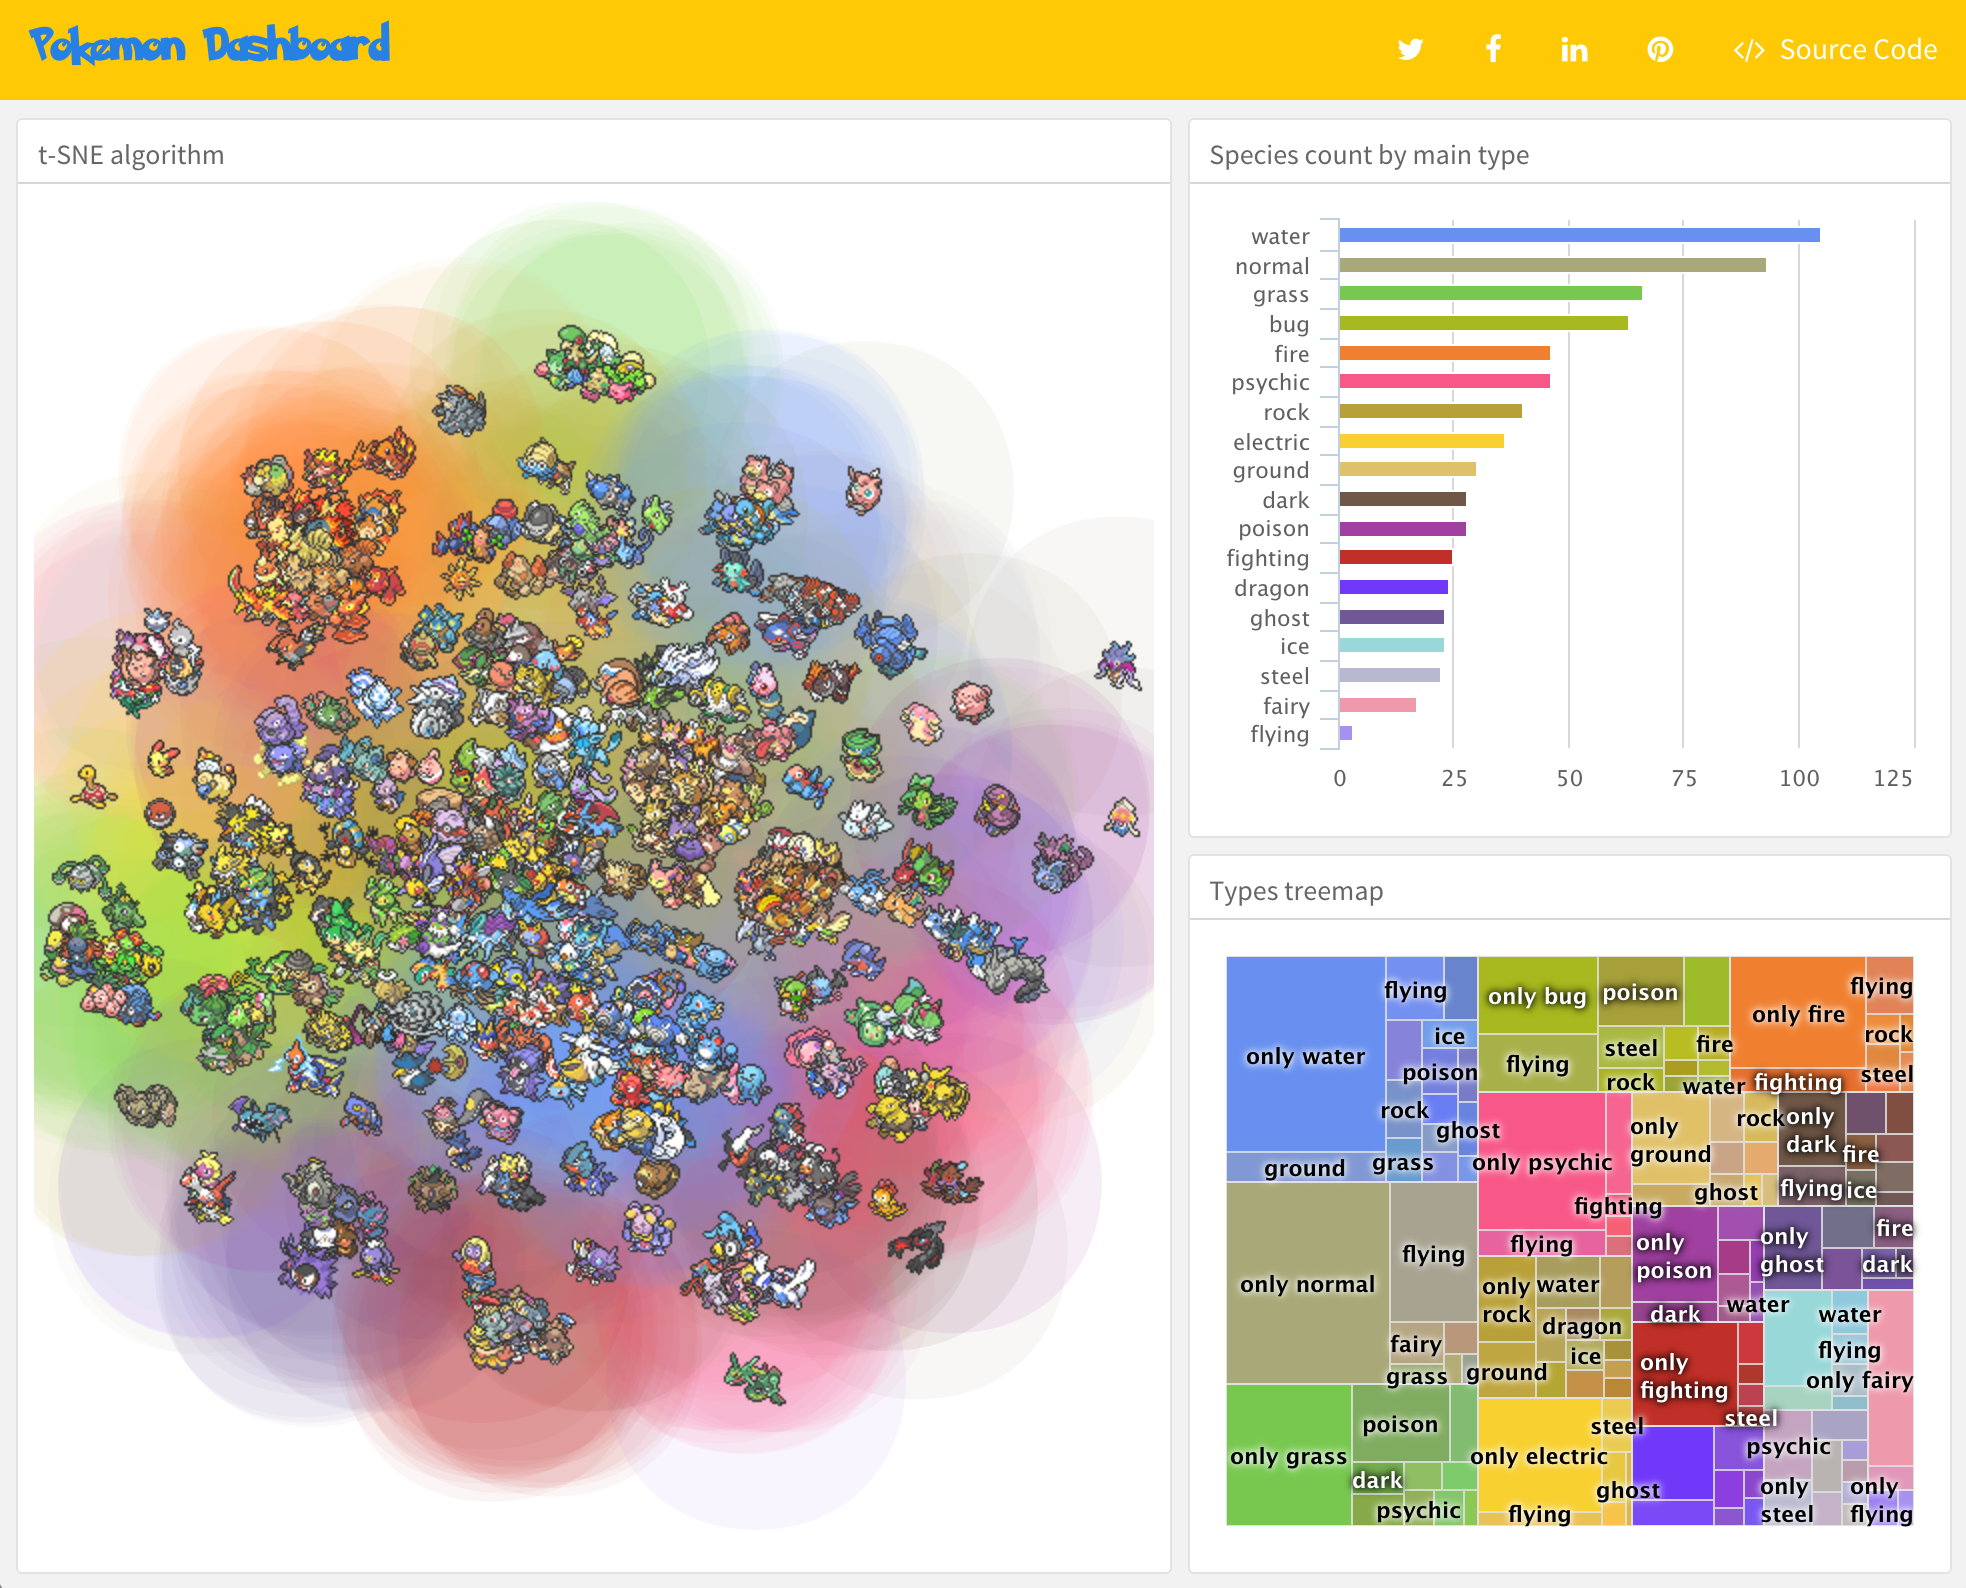 Pokemon Dashboard
</> Source Code
t-SNE algorithm
Species count by main type
water
normal
grass
bug
fire
psychic
rock
electric
ground
dark
poison
fighting
dragon
ghost
ice
steel
fairy
flying
0 25 50 75 100 125
Types treemap
only water
flying
ice
poison
rock
ghost
grass
ground
only normal
flying
fairy
grass
only grass
poison
dark
psychic
only bug
poison
flying
steel
fire
rock
water
only fire
flying
rock
steel
fighting
only psychic
fighting
flying
only
ground
rock
ghost
only
dark
fire
flying
ice
only
rock
water
dragon
ice
ground
only
poison
water
dark
only
ghost
fire
dark
only
fighting
steel
water
flying
only fairy
only electric
steel
ghost
flying
psychic
only
steel
only
flying